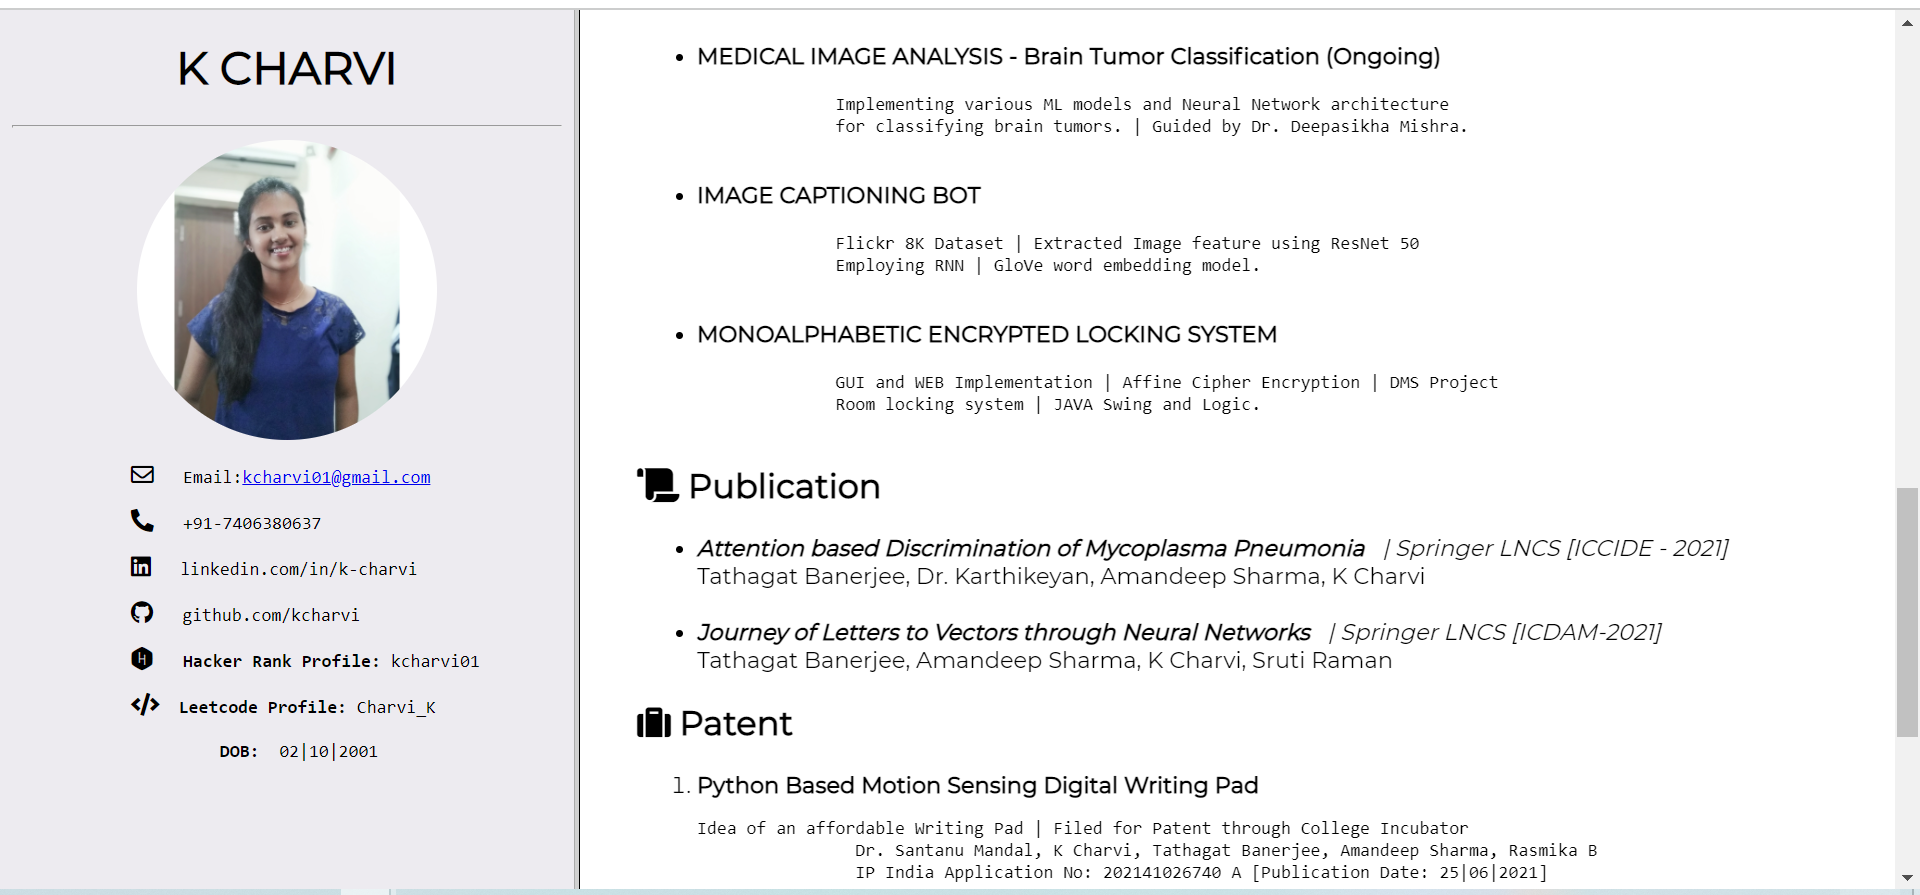 K CHARVI
Email:kcharvi01@gmail.com
+91-7406380637
linkedin.com/in/k-charvi
github.com/kcharvi
Hacker Rank Profile: kcharvi01
Leetcode Profile: Charvi_K
DOB: 02|10|2001
• MEDICAL IMAGE ANALYSIS - Brain Tumor Classification (Ongoing)
Implementing various ML models and Neural Network architecture
for classifying brain tumors. | Guided by Dr. Deepasikha Mishra.
• IMAGE CAPTIONING BOT
Flickr 8K Dataset | Extracted Image feature using ResNet 50
Employing RNN | GloVe word embedding model.
• MONOALPHABETIC ENCRYPTED LOCKING SYSTEM
GUI and WEB Implementation | Affine Cipher Encryption | DMS Project
Room locking system | JAVA Swing and Logic.
Publication
• Attention based Discrimination of Mycoplasma Pneumonia | Springer LNCS [ICCIDE - 2021]
Tathagat Banerjee, Dr. Karthikeyan, Amandeep Sharma, K Charvi
• Journey of Letters to Vectors through Neural Networks | Springer LNCS [ICDAM-2021]
Tathagat Banerjee, Amandeep Sharma, K Charvi, Sruti Raman
Patent
1. Python Based Motion Sensing Digital Writing Pad
Idea of an affordable Writing Pad | Filed for Patent through College Incubator
Dr. Santanu Mandal, K Charvi, Tathagat Banerjee, Amandeep Sharma, Rasmika B
IP India Application No: 202141026740 A [Publication Date: 25|06|2021]